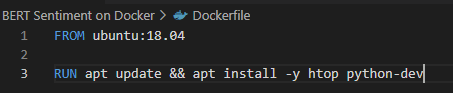 BERT Sentiment on Docker > Dockerfile
1 FROM ubuntu:18.04
2
3 RUN apt update && apt install -y htop python-dev